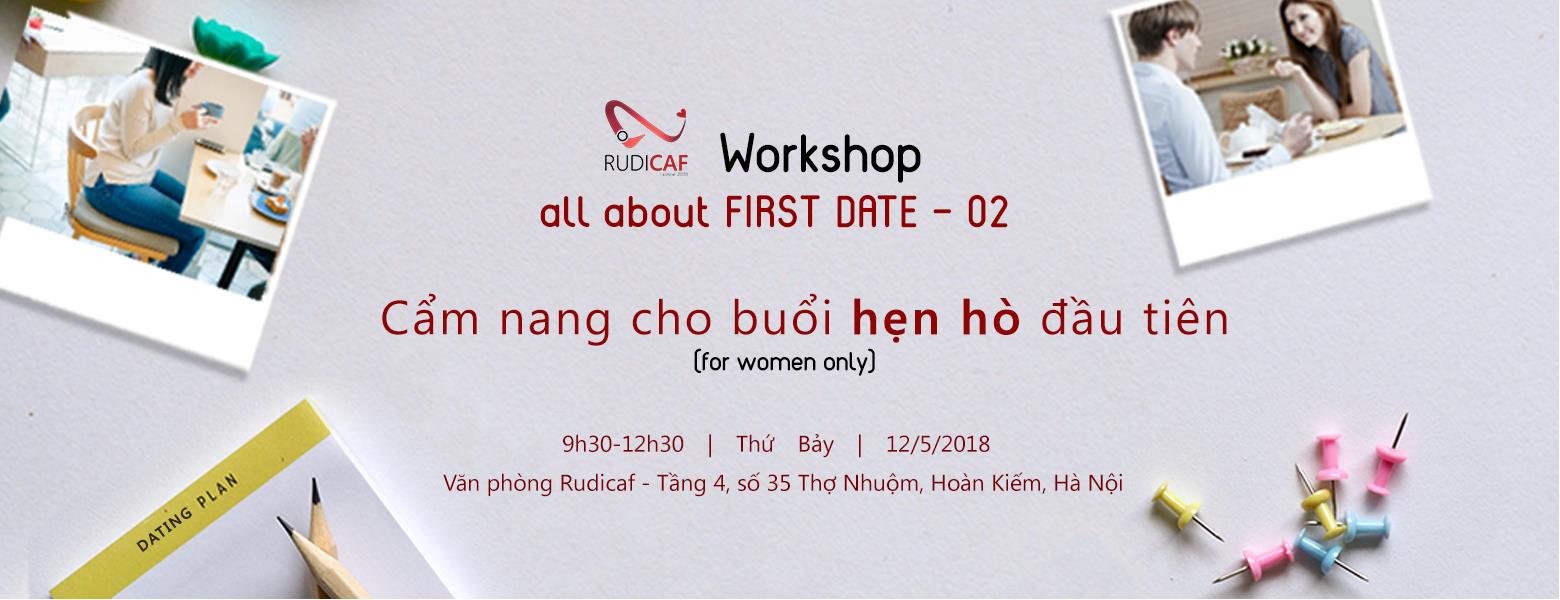 RUDICAF
since 2010
Workshop
all about FIRST DATE - 02
Cẩm nang cho buổi hẹn hò đầu tiên
(for women only)
9h30-12h30 | Thứ Bảy | 12/5/2018
Văn phòng Rudicaf - Tầng 4, số 35 Thợ Nhuộm, Hoàn Kiếm, Hà Nội
DATING PLAN